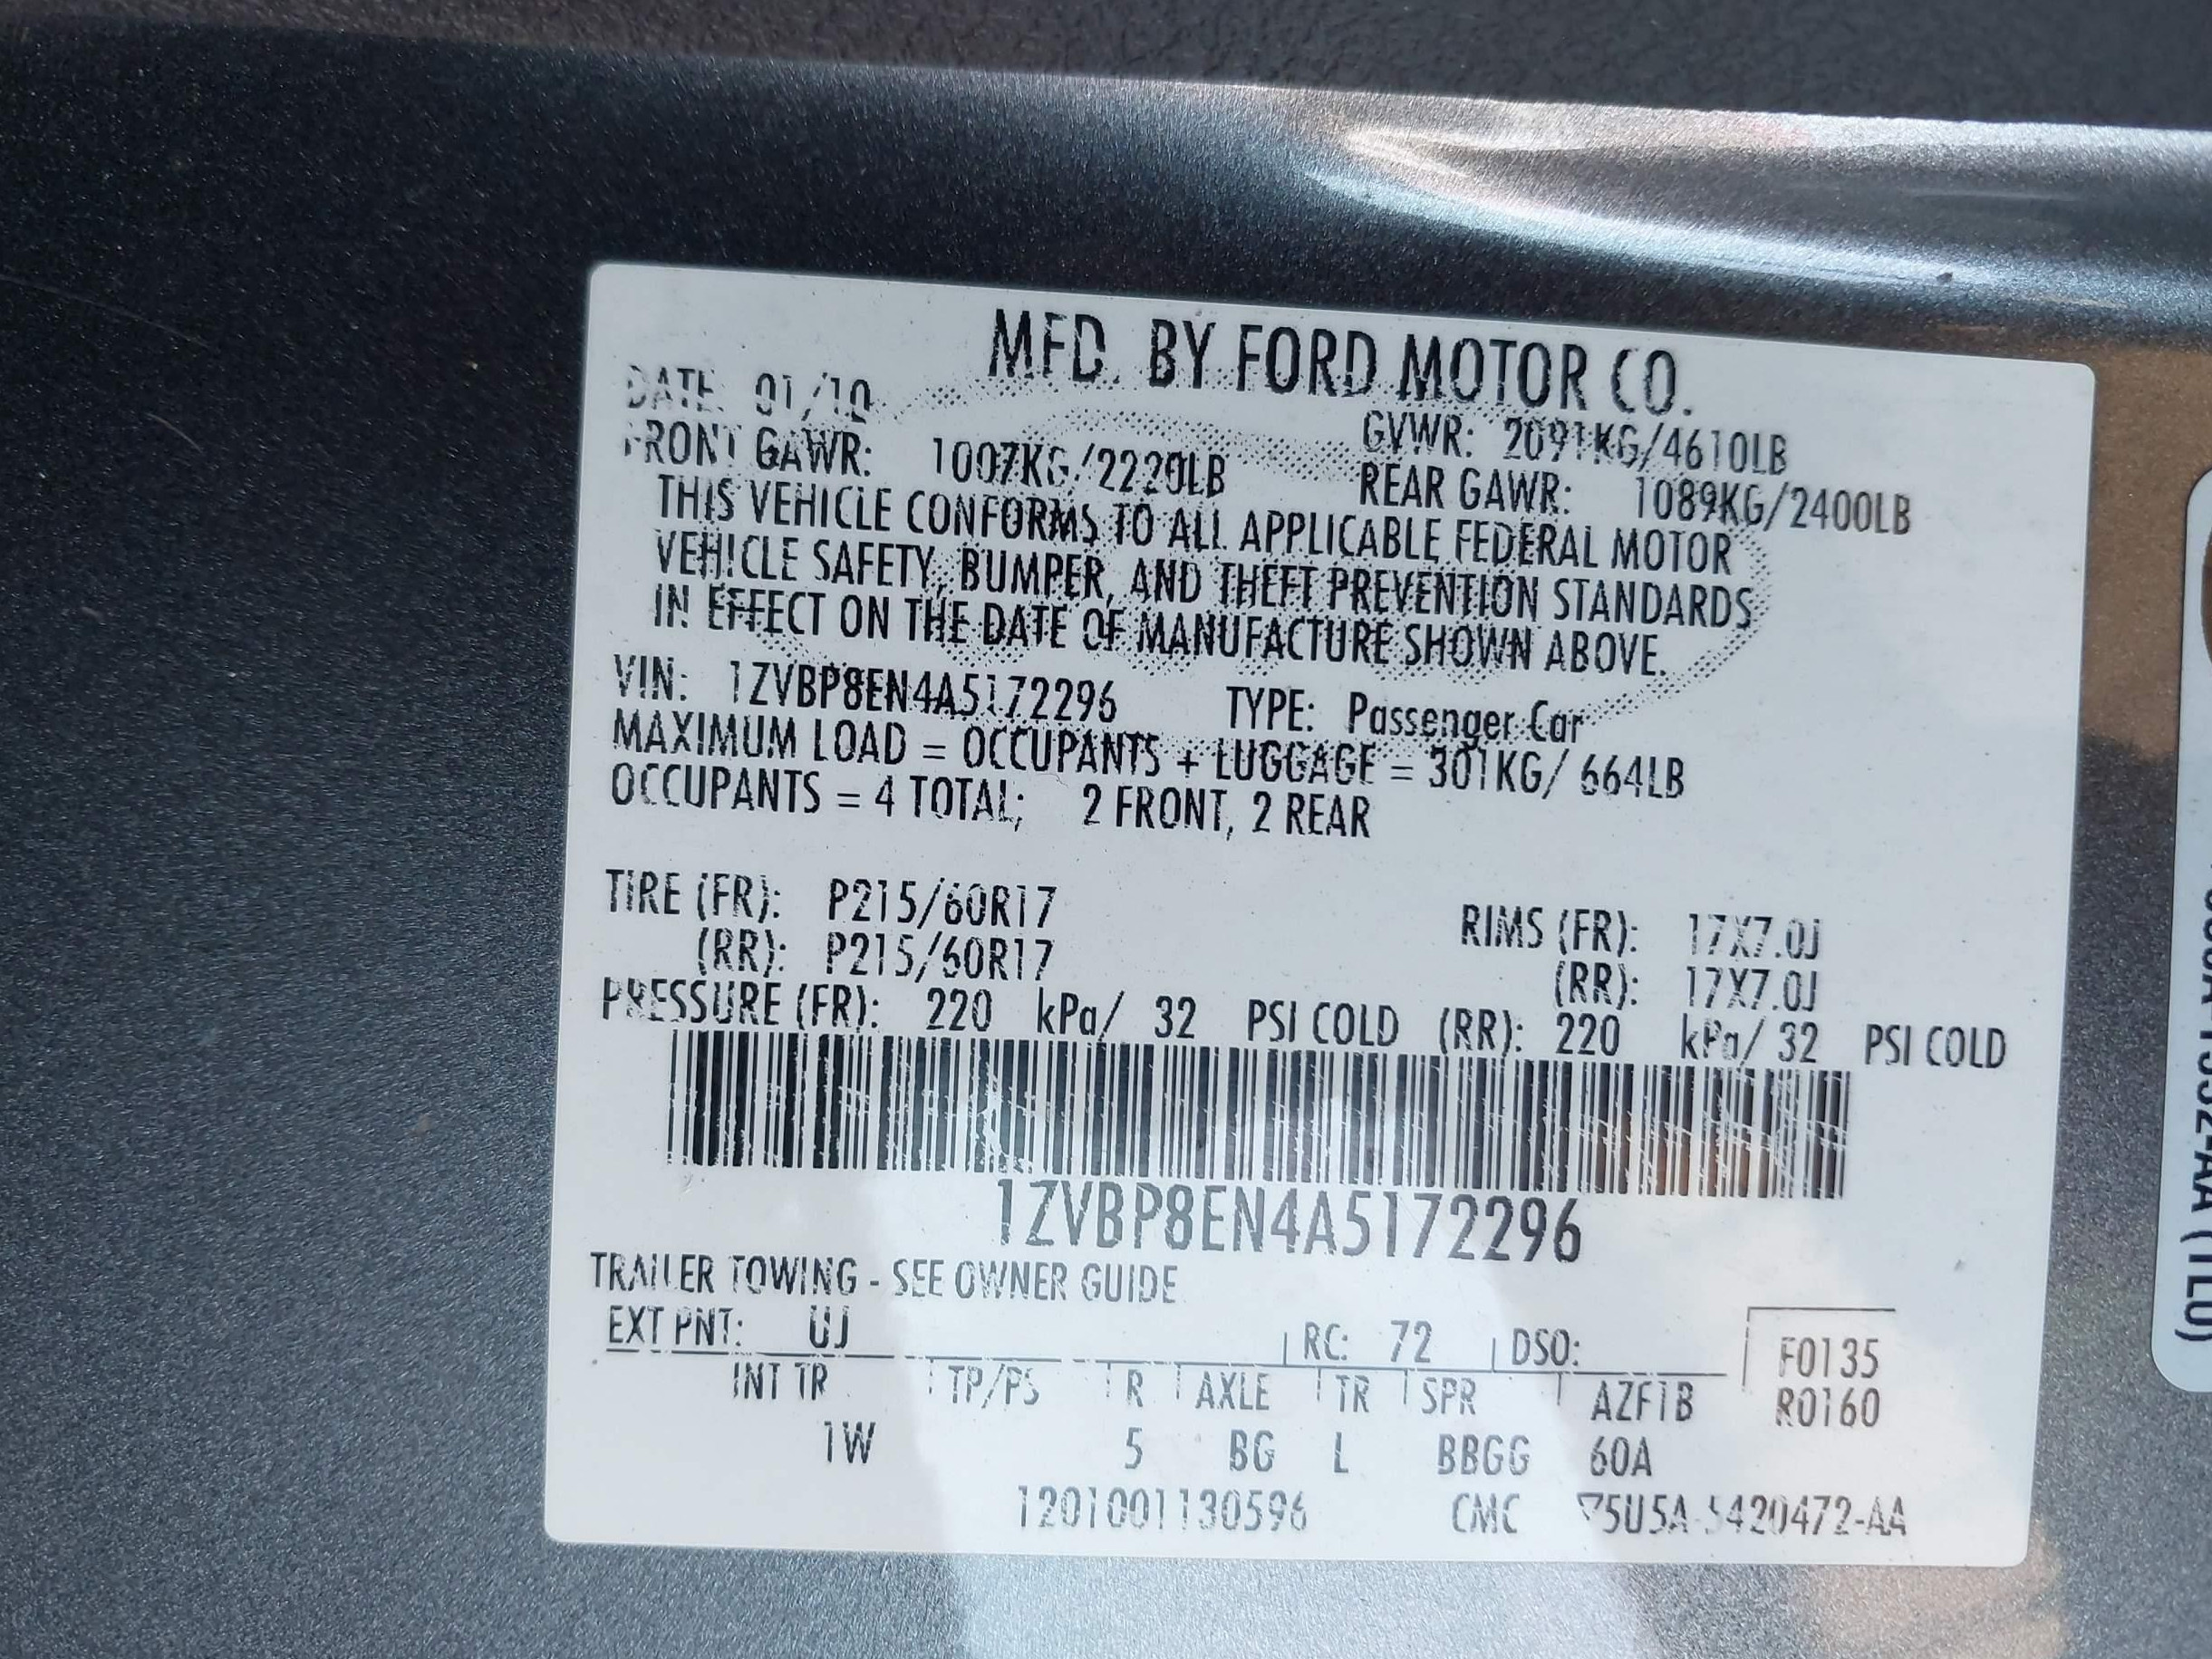 MFD. BY FORD MOTOR CO.
DATE: 01/10 GVWR: 2091KG/4610LB
FRONT GAWR: 1007KG/2220LB REAR GAWR: 1089KG/2400LB
THIS VEHICLE CONFORMS TO ALL APPLICABLE FEDERAL MOTOR
VEHICLE SAFETY, BUMPER, AND THEFT PREVENTION STANDARDS
IN EFFECT ON THE DATE OF MANUFACTURE SHOWN ABOVE.
VIN: 1ZVBP8EN4A5172296 TYPE: Passenger Car
MAXIMUM LOAD = OCCUPANTS + LUGGAGE = 301KG/ 664LB
OCCUPANTS = 4 TOTAL; 2 FRONT, 2 REAR
TIRE (FR): P215/60R17 RIMS (FR): 17X7.0J
(RR): P215/60R17 (RR): 17X7.0J
PRESSURE (FR): 220 kPa/ 32 PSI COLD (RR): 220 kPa/ 32 PSI COLD
1ZVBP8EN4A5172296
TRAILER TOWING - SEE OWNER GUIDE
EXT PNT: UJ RC: 72 DSO: F0135
INT TR TP/PS R AXLE TR SPR AZF1B R0160
1W 5 BG L BBGG 60A
1201001130596 CMC 5U5A-5420472-AA